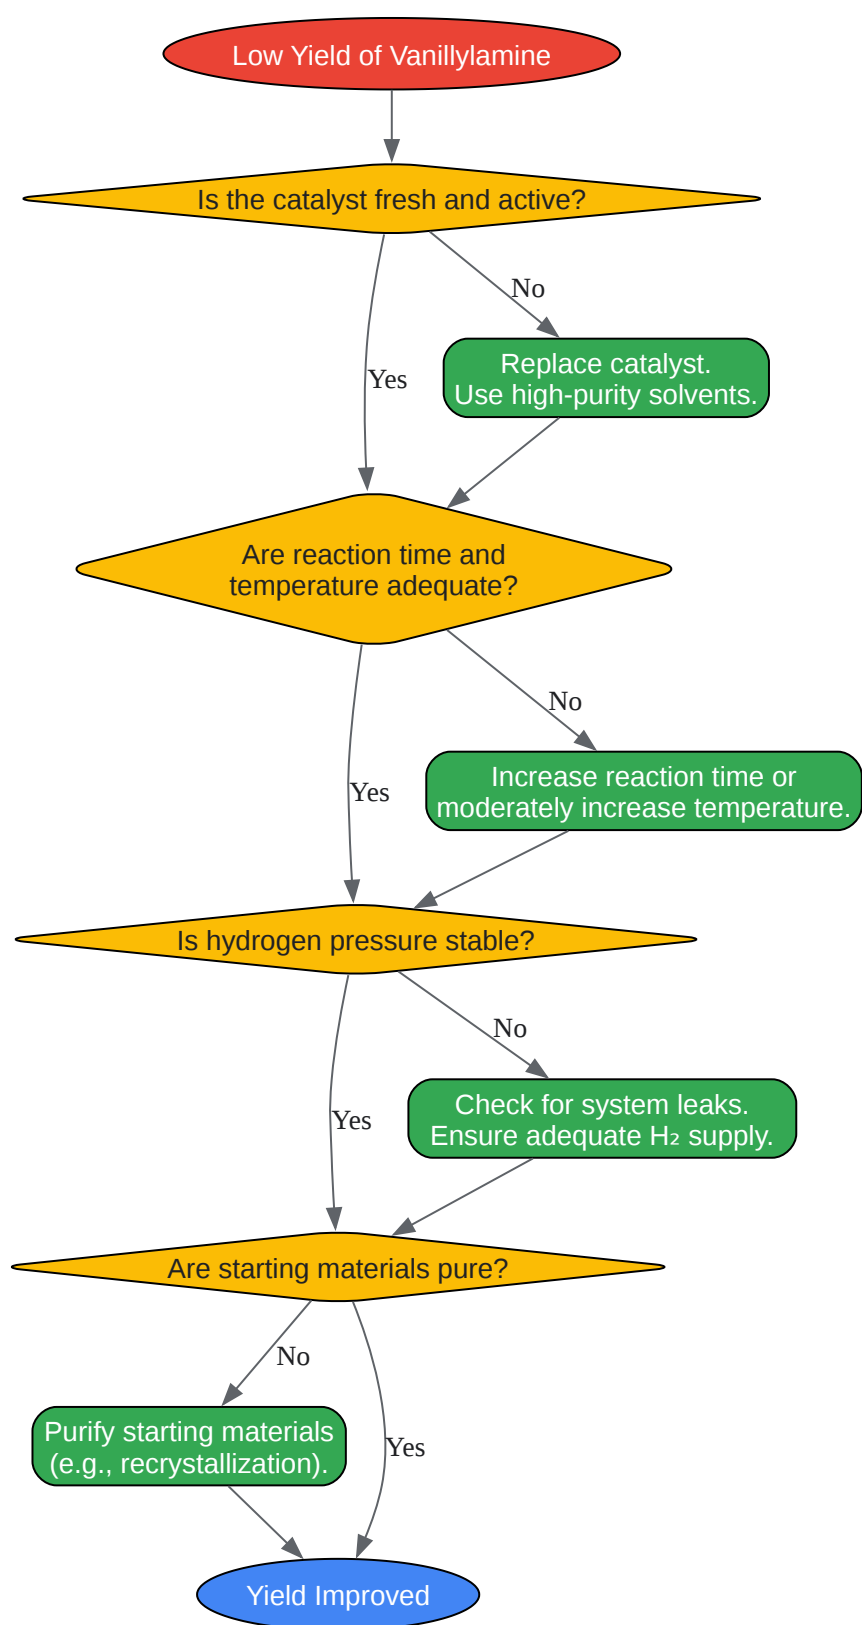 Low Yield of Vanillylamine
Is the catalyst fresh and active?
No
Replace catalyst.
Use high-purity solvents.
Yes
Are reaction time and
temperature adequate?
No
Increase reaction time or
moderately increase temperature.
Yes
Is hydrogen pressure stable?
No
Check for system leaks.
Ensure adequate H₂ supply.
Yes
Are starting materials pure?
No
Purify starting materials
(e.g., recrystallization).
Yes
Yield Improved